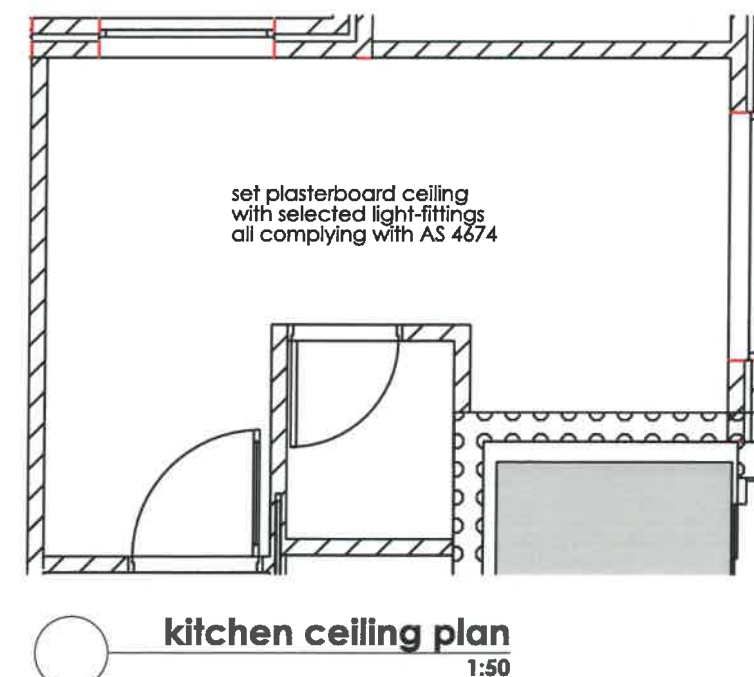 set plasterboard ceiling
with selected light-fittings
all complying with AS 4674
kitchen ceiling plan
1:50